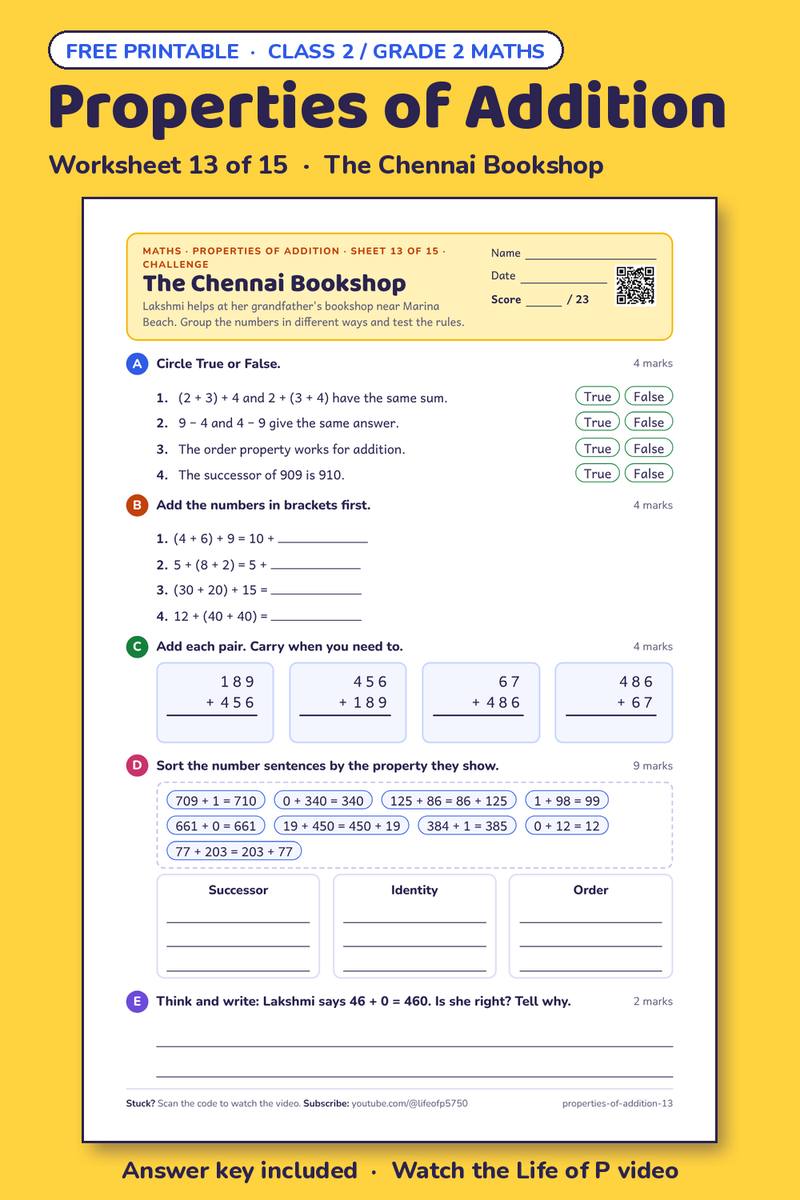 FREE PRINTABLE · CLASS 2 / GRADE 2 MATHS
Properties of Addition
Worksheet 13 of 15 · The Chennai Bookshop
MATHS · PROPERTIES OF ADDITION · SHEET 13 OF 15 ·
CHALLENGE
The Chennai Bookshop
Lakshmi helps at her grandfather's bookshop near Marina
Beach. Group the numbers in different ways and test the rules.
Name
Date
Score / 23
A Circle True or False. 4 marks
1. (2 + 3) + 4 and 2 + (3 + 4) have the same sum. True False
2. 9 − 4 and 4 − 9 give the same answer. True False
3. The order property works for addition. True False
4. The successor of 909 is 910. True False
B Add the numbers in brackets first. 4 marks
1. (4 + 6) + 9 = 10 +
2. 5 + (8 + 2) = 5 +
3. (30 + 20) + 15 =
4. 12 + (40 + 40) =
C Add each pair. Carry when you need to. 4 marks
189 456 67 486
+ 456 + 189 + 486 + 67
D Sort the number sentences by the property they show. 9 marks
709 + 1 = 710 0 + 340 = 340 125 + 86 = 86 + 125 1 + 98 = 99
661 + 0 = 661 19 + 450 = 450 + 19 384 + 1 = 385 0 + 12 = 12
77 + 203 = 203 + 77
Successor Identity Order
E Think and write: Lakshmi says 46 + 0 = 460. Is she right? Tell why. 2 marks
Stuck? Scan the code to watch the video. Subscribe: youtube.com/@lifeofp5750 properties-of-addition-13
Answer key included · Watch the Life of P video